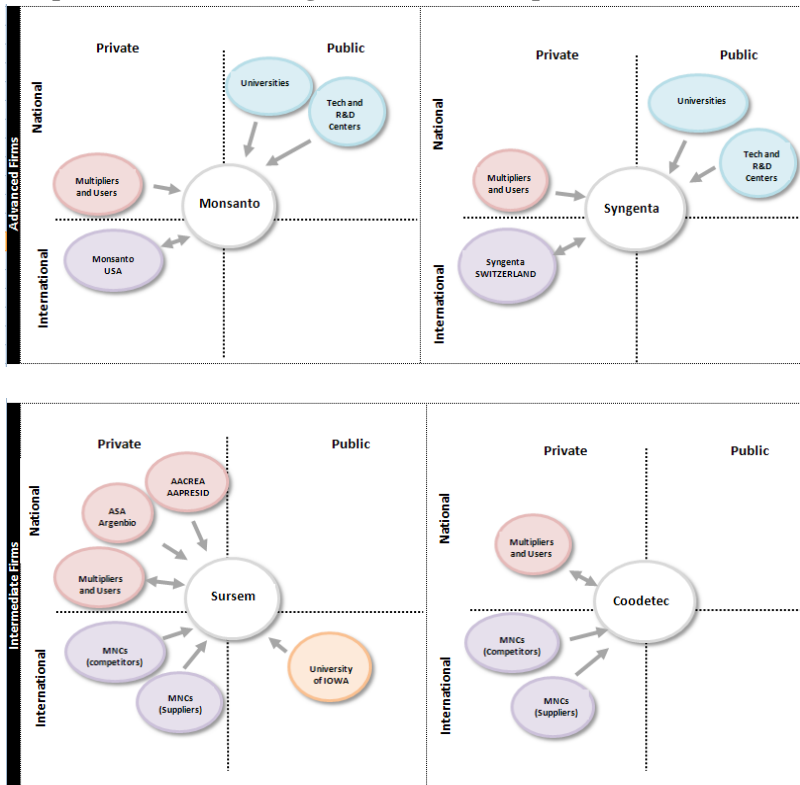 Private
Public
Private
Public
Advanced Firms
National
International
Universities
Tech and
R&D
Centers
Multipliers
and Users
Monsanto
Monsanto
USA
National
International
Universities
Tech and
R&D
Centers
Multipliers
and Users
Syngenta
Syngenta
SWITZERLAND
Intermediate Firms
Private
Public
Private
Public
National
International
AACREA
AAPRESID
ASA
Argenbio
Multipliers
and Users
Sursem
MNCs
(competitors)
MNCs
(Suppliers)
University
of IOWA
National
International
Multipliers
and Users
Coodetec
MNCs
(Competitors)
MNCs
(Suppliers)